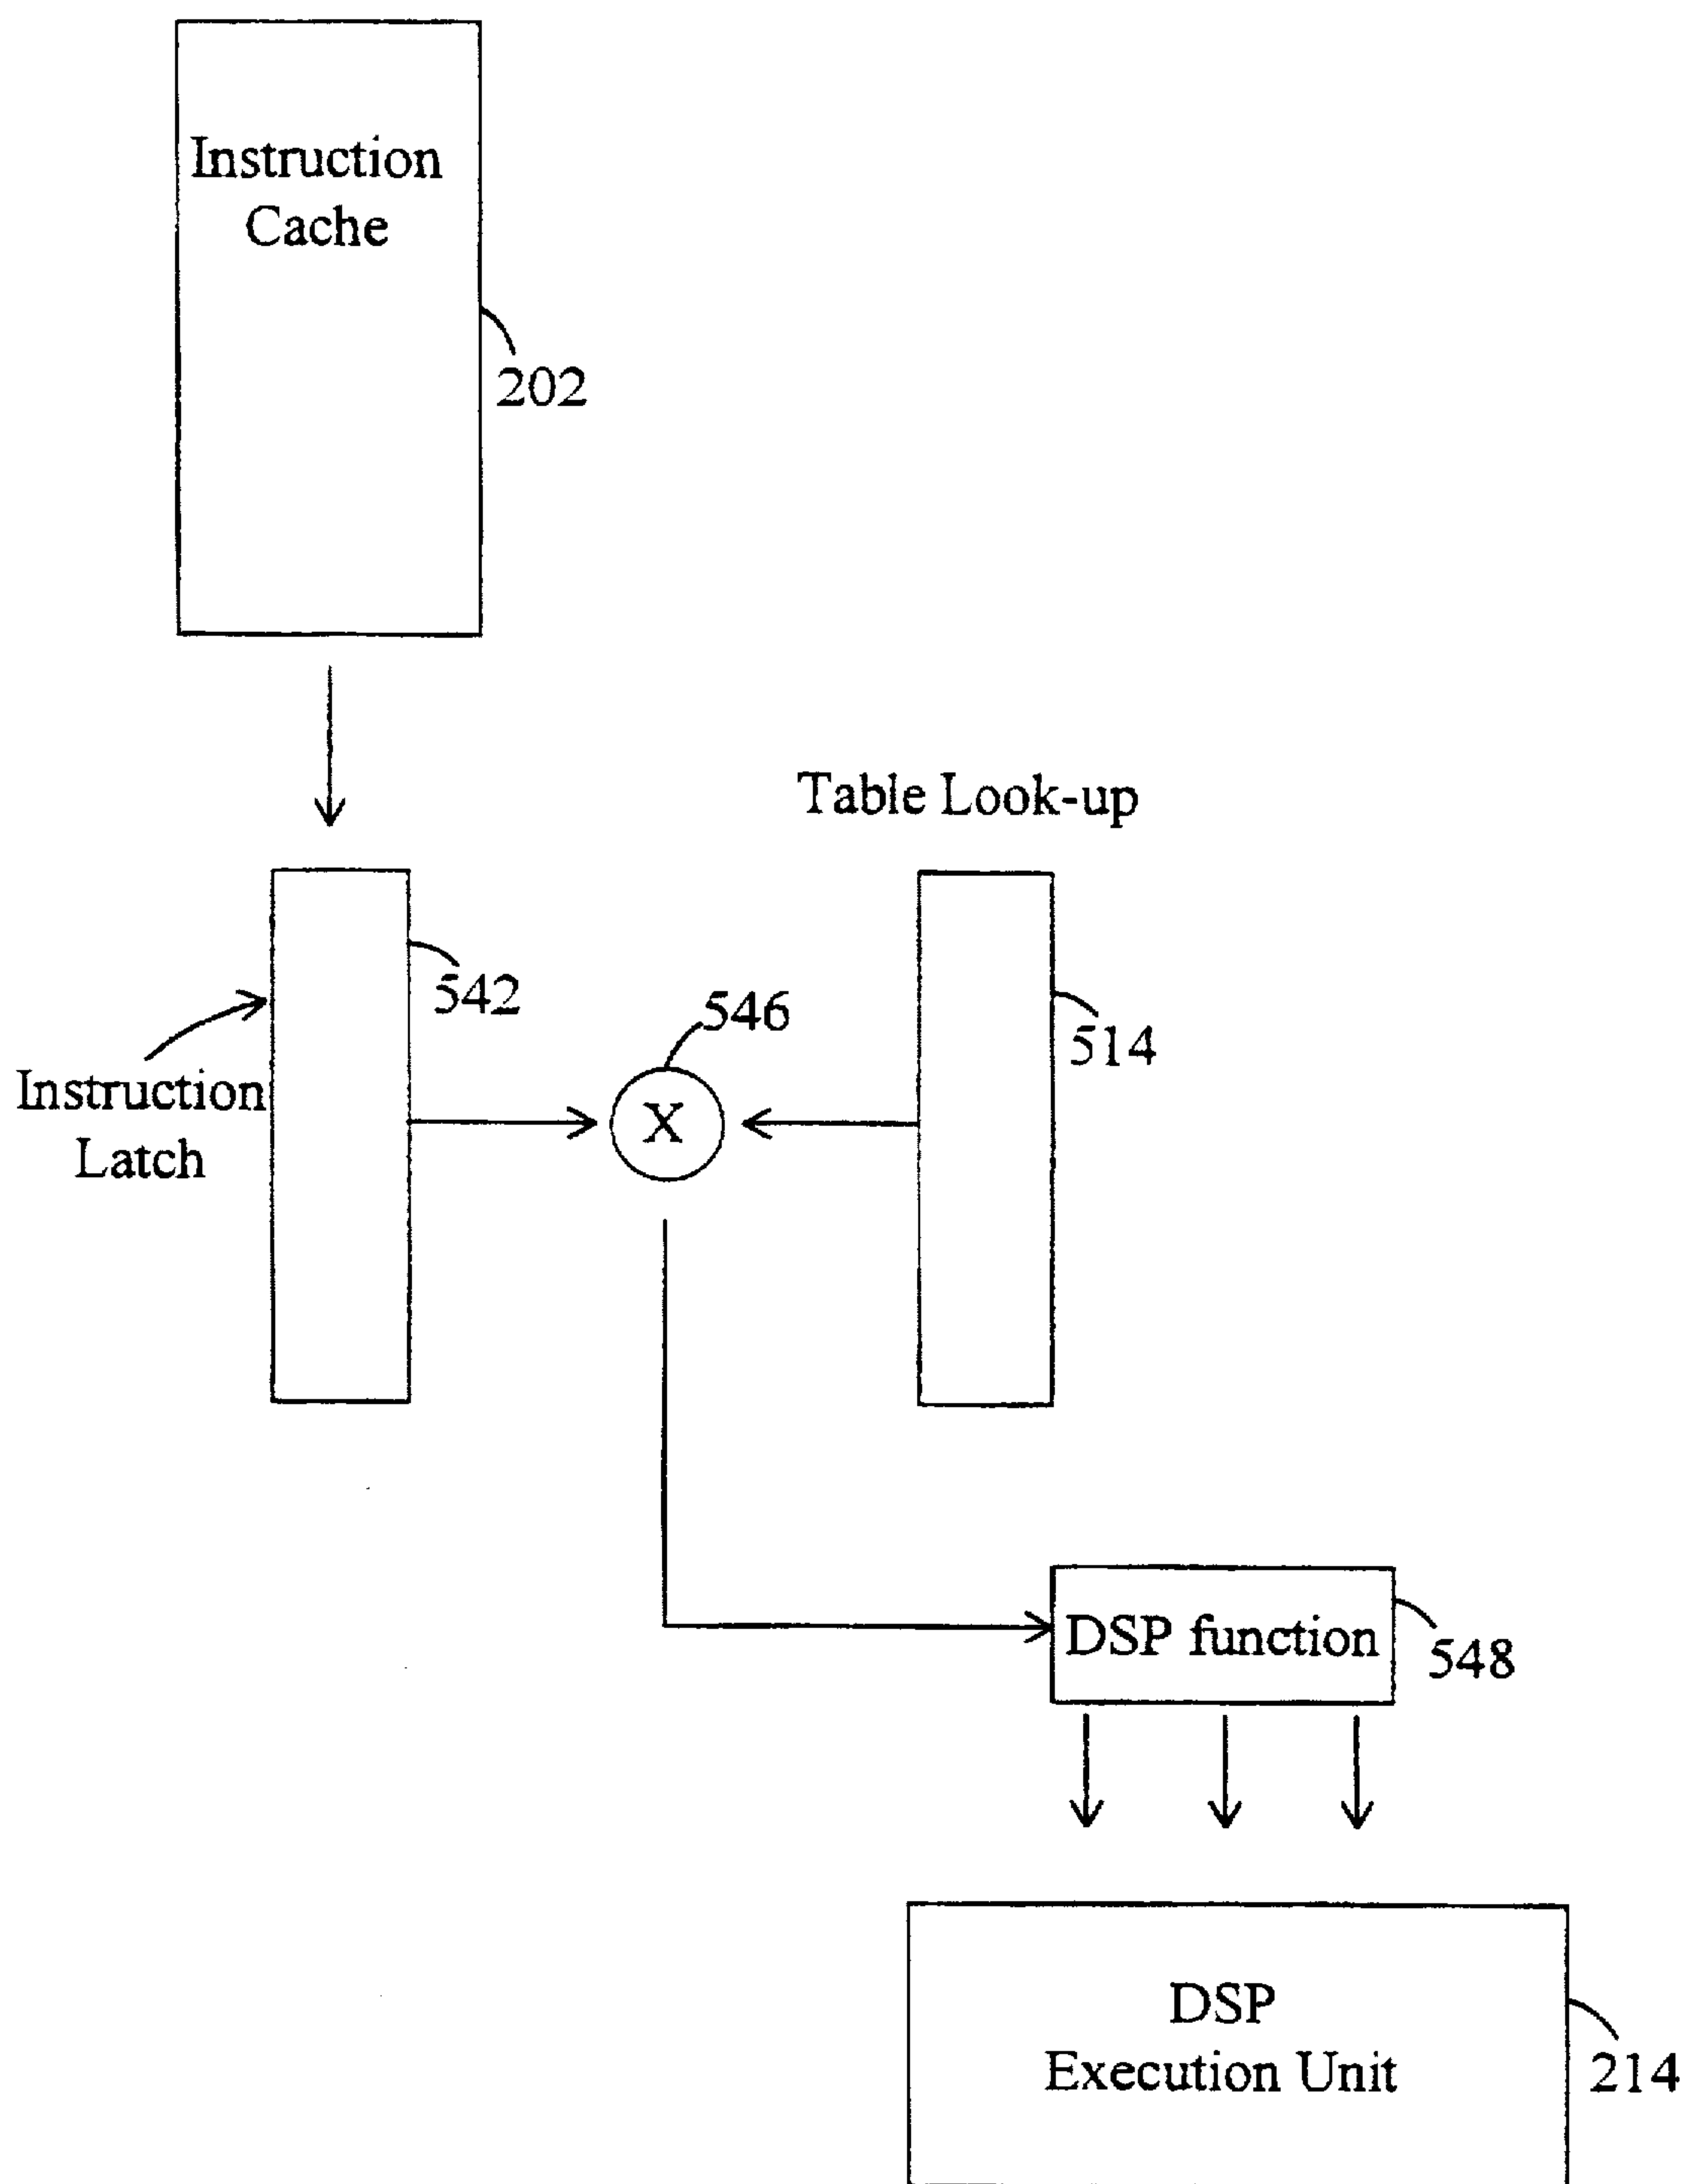 Instruction
Cache
202
Table Look-up
542
546
514
Instruction
Latch
X
DSP function
548
DSP
Execution Unit
214